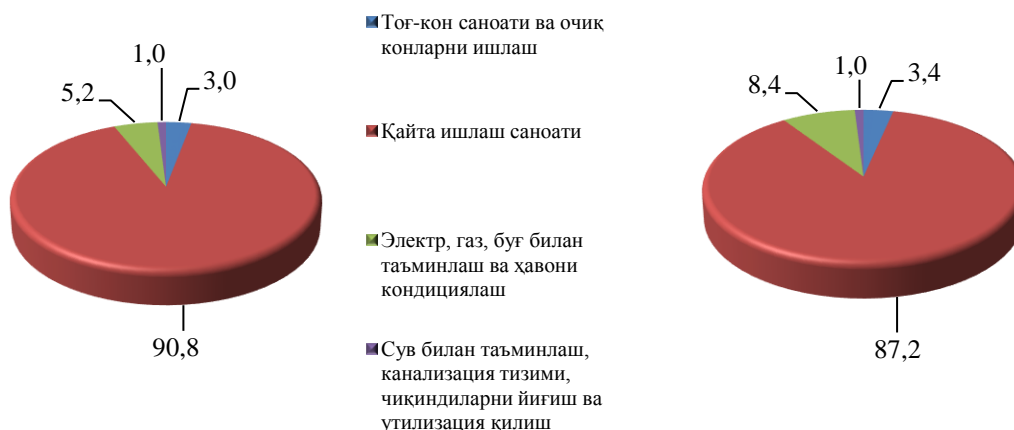 1,0
5,2
3,0
90,8
Тоғ-кон саноати ва очиқ
конларни ишлаш
Қайта ишлаш саноати
Электр, газ, буғ билан
таъминлаш ва ҳавони
кондициялаш
Сув билан таъминлаш,
канализация тизими,
чиқиндиларни йиғиш ва
утилизация қилиш
1,0
8,4
3,4
87,2